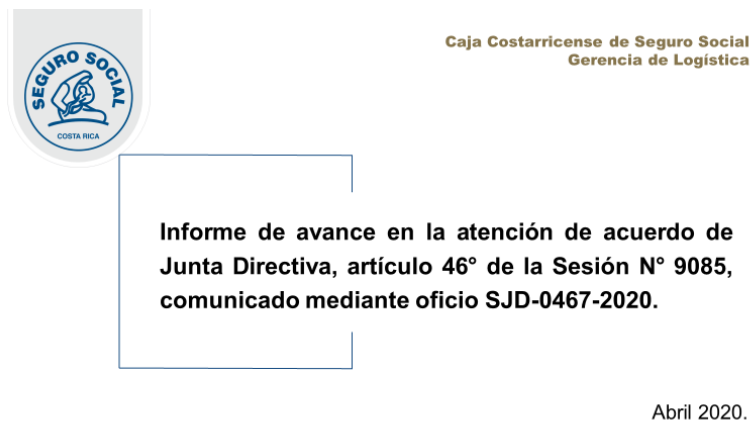 SEGURO SOCIAL
COSTA RICA
Caja Costarricense de Seguro Social
Gerencia de Logística
Informe de avance en la atención de acuerdo de
Junta Directiva, artículo 46° de la Sesión N° 9085,
comunicado mediante oficio SJD-0467-2020.
Abril 2020.